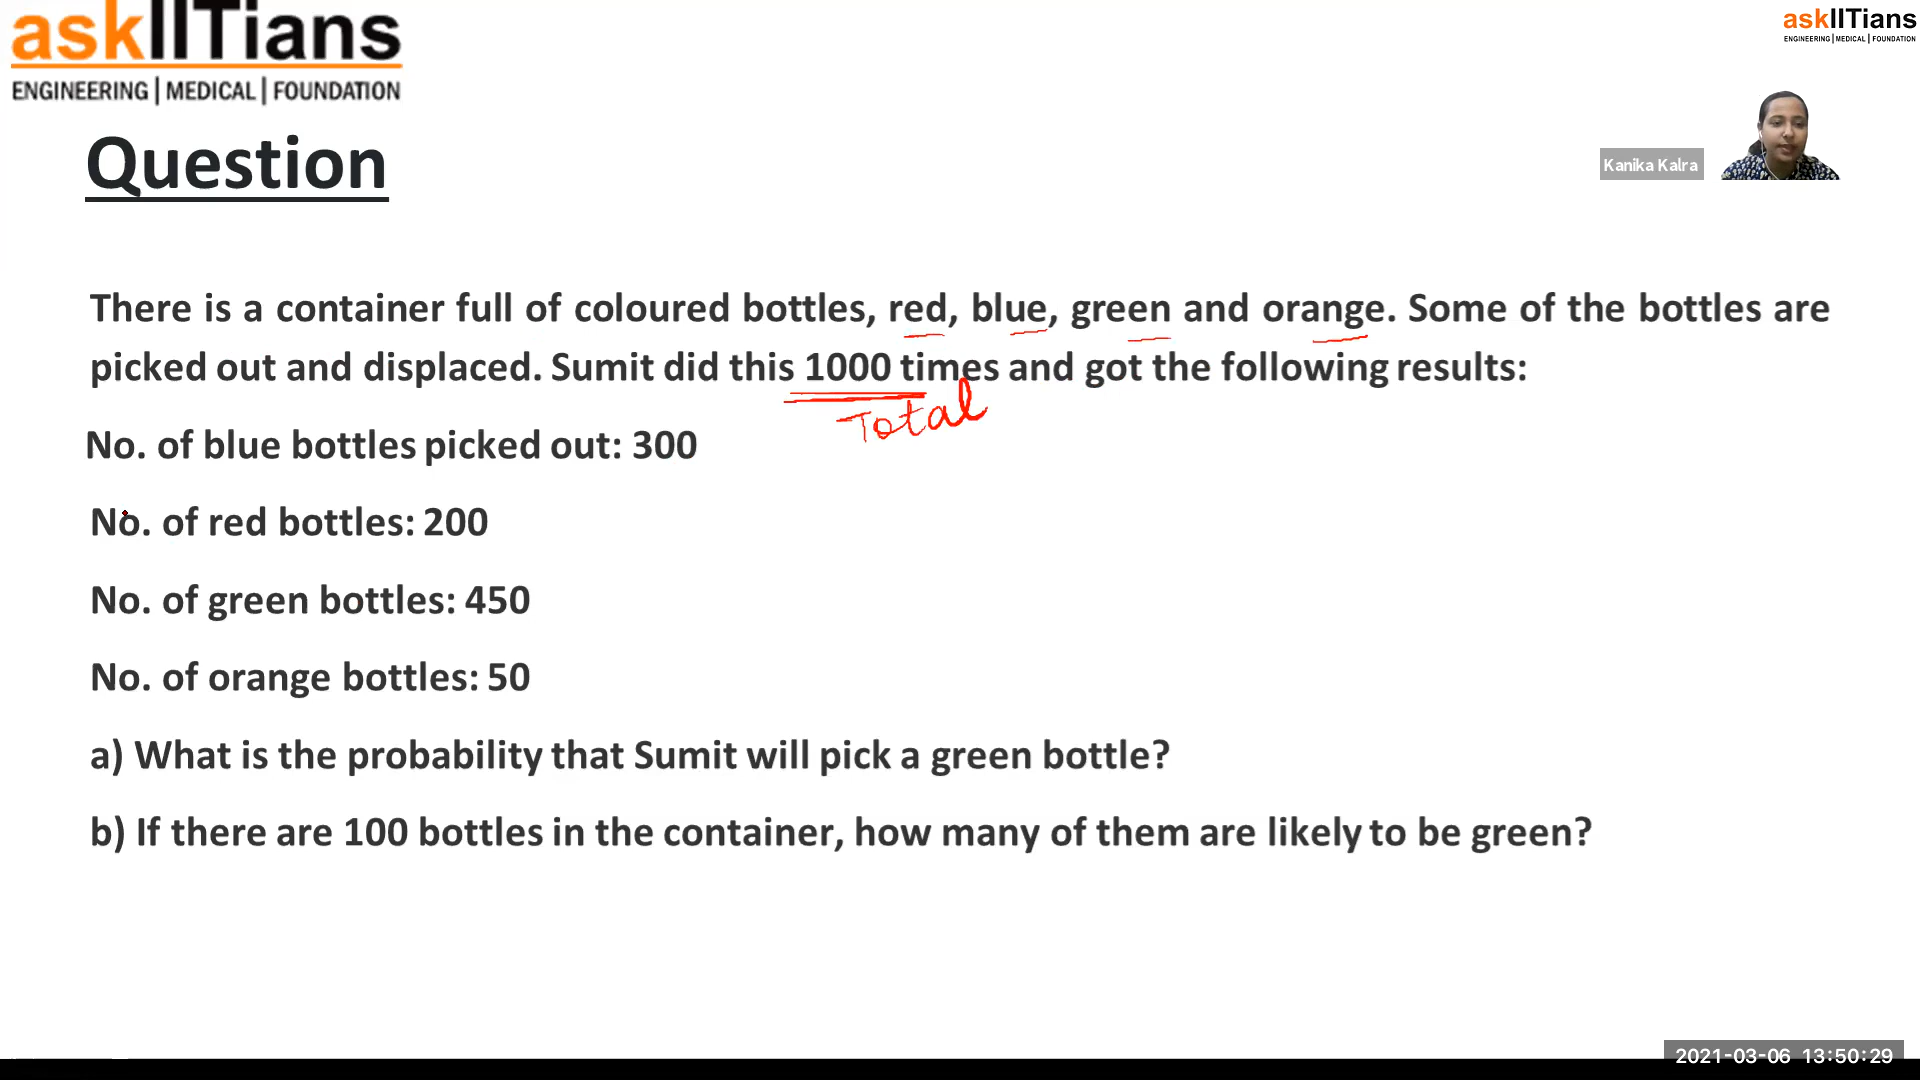 askIITians
ENGINEERING | MEDICAL | FOUNDATION
askIITians
ENGINEERING | MEDICAL | FOUNDATION
Question
Kanika Kalra
There is a container full of coloured bottles, red, blue, green and orange. Some of the bottles are
picked out and displaced. Sumit did this 1000 times and got the following results:
Total
No. of blue bottles picked out: 300
No. of red bottles: 200
No. of green bottles: 450
No. of orange bottles: 50
a) What is the probability that Sumit will pick a green bottle?
b) If there are 100 bottles in the container, how many of them are likely to be green?
2021-03-06 13:50:29